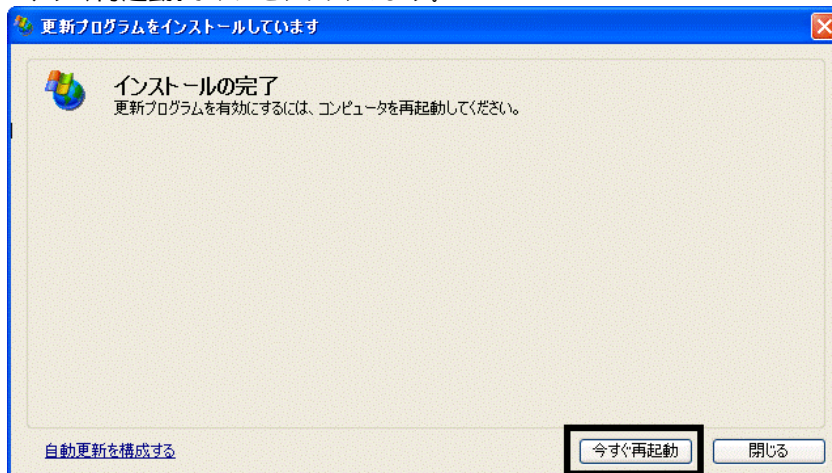 更新プログラムをインストールしています
インストールの完了
更新プログラムを有効にするには、コンピュータを再起動してください。
自動更新を構成する
今すぐ再起動
閉じる